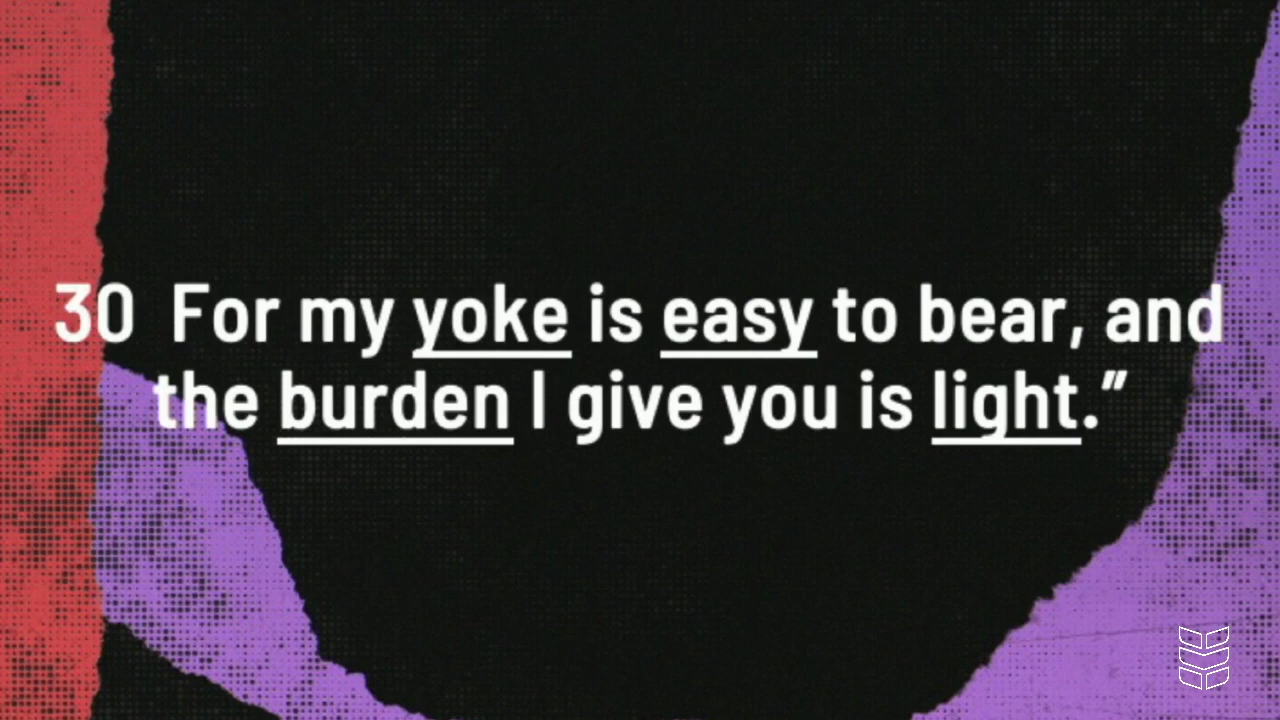 30 For my yoke is easy to bear, and
the burden I give you is light.”